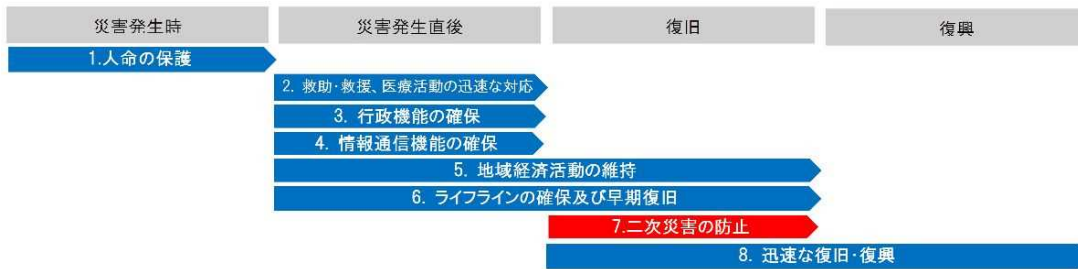 災害発生時
災害発生直後
復旧
復興
1.人命の保護
2. 救助･救援、医療活動の迅速な対応
3. 行政機能の確保
4. 情報通信機能の確保
5. 地域経済活動の維持
6. ライフラインの確保及び早期復旧
7.二次災害の防止
8. 迅速な復旧･復興